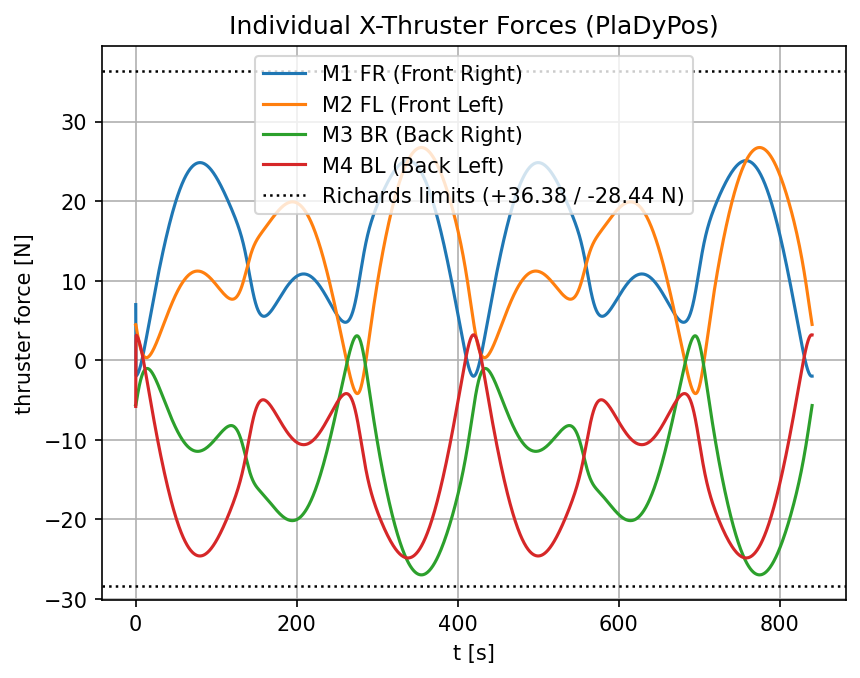 Individual X-Thruster Forces (PlaDyPos)
M1 FR (Front Right)
M2 FL (Front Left)
M3 BR (Back Right)
M4 BL (Back Left)
Richards limits (+36.38 / -28.44 N)
thruster force [N]
30
20
10
0
−10
−20
−30
0
200
400
600
800
t [s]